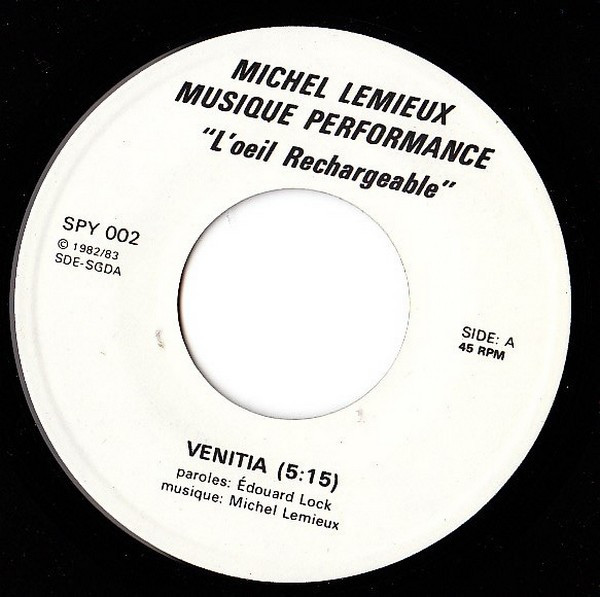 MICHEL LEMIEUX
MUSIQUE PERFORMANCE
"L'oeil Rechargeable"
SPY 002
© 1982/83
SDE-SGDA
SIDE: A
45 RPM
VENITIA (5:15)
paroles: Édouard Lock
musique: Michel Lemieux